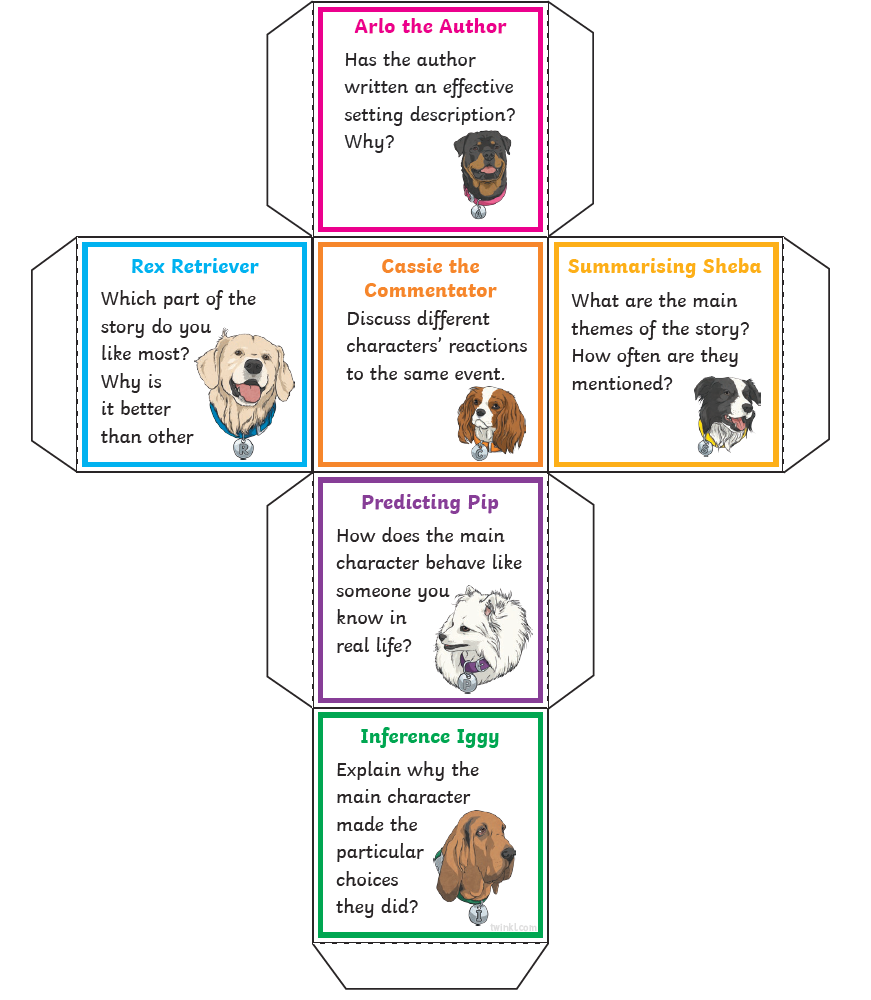 Arlo the Author
Has the author
written an effective
setting description?
Why?
A
Rex Retriever
Which part of the
story do you
like most?
Why is
it better
than other
R
Cassie the
Commentator
Discuss different
characters' reactions
to the same event.
C
Summarising Sheba
What are the main
themes of the story?
How often are they
mentioned?
S
Predicting Pip
How does the main
character behave like
someone you
know in
real life?
P
Inference Iggy
Explain why the
main character
made the
particular
choices
they did?
I
twinkl.com